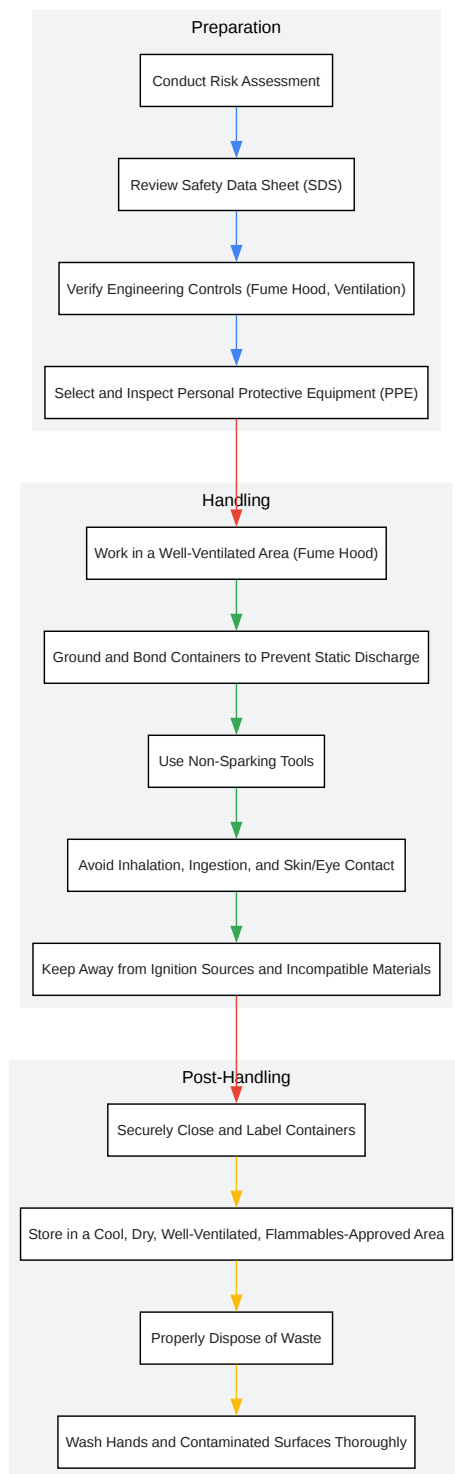 Preparation
Conduct Risk Assessment
Review Safety Data Sheet (SDS)
Verify Engineering Controls (Fume Hood, Ventilation)
Select and Inspect Personal Protective Equipment (PPE)
Handling
Work in a Well-Ventilated Area (Fume Hood)
Ground and Bond Containers to Prevent Static Discharge
Use Non-Sparking Tools
Avoid Inhalation, Ingestion, and Skin/Eye Contact
Keep Away from Ignition Sources and Incompatible Materials
Post-Handling
Securely Close and Label Containers
Store in a Cool, Dry, Well-Ventilated, Flammables-Approved Area
Properly Dispose of Waste
Wash Hands and Contaminated Surfaces Thoroughly